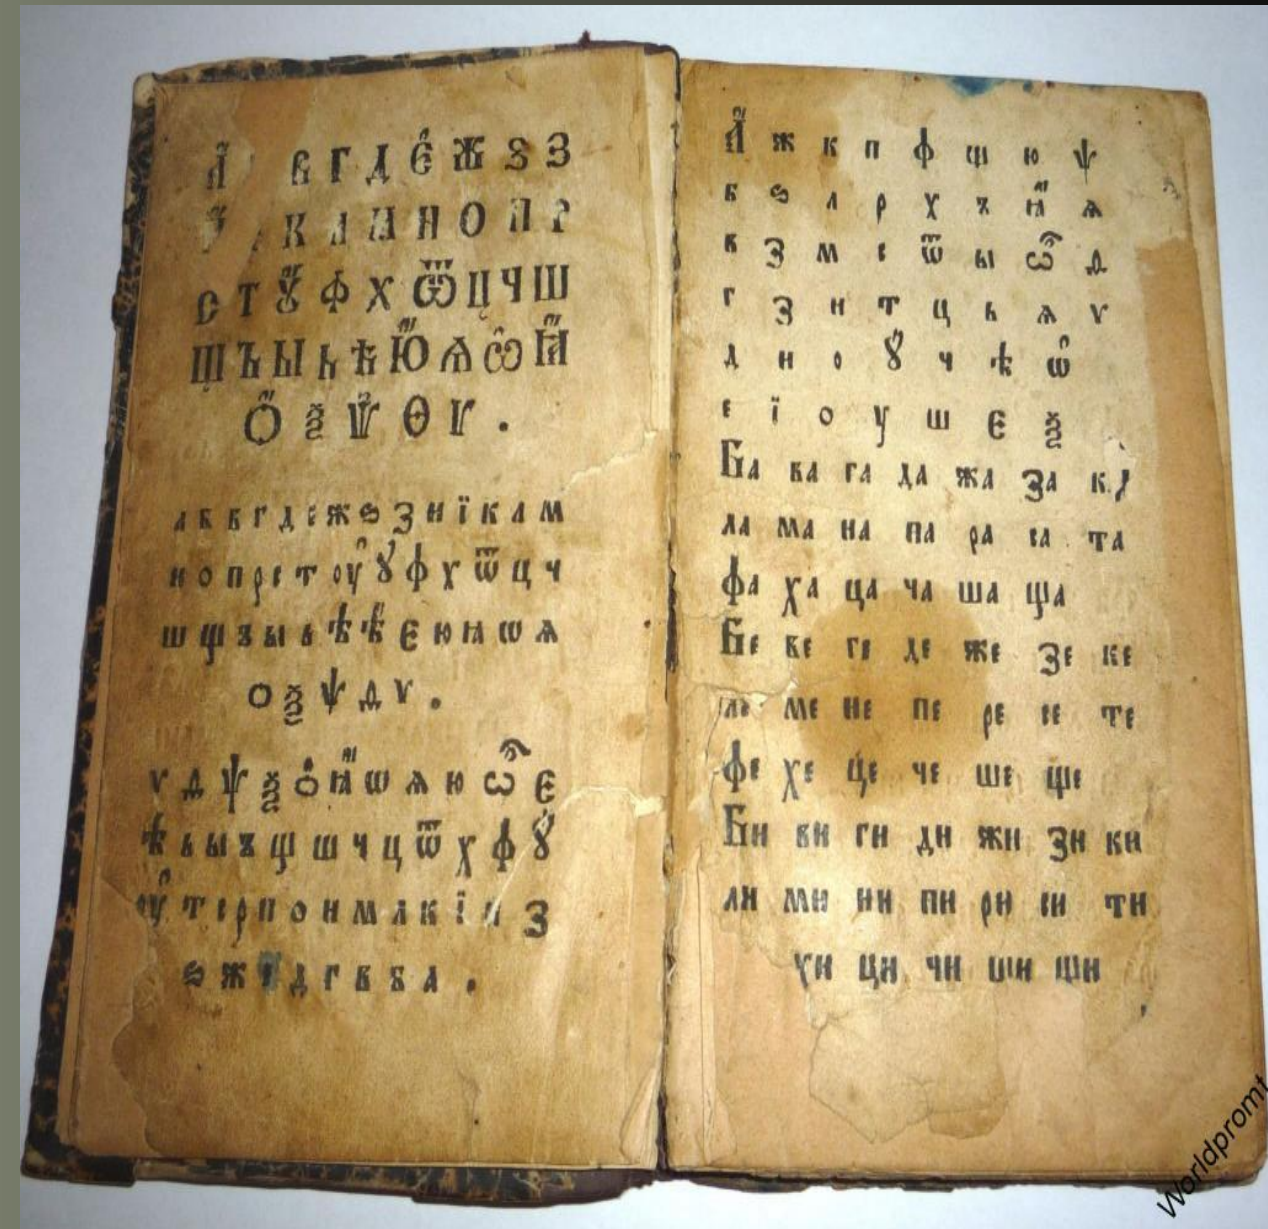 А҆ В Г Д Є҆ Ж Ѕ З
К Л М Н О П Р
С Т Ꙋ҆ Ф Х Ѿ Ц Ч Ш
Щ Ъ Ы Ь Ѣ Ю҆ Ѧ Ѽ Ꙗ҆
Ѻ҆ Ѯ Ѱ Ѳ Ѵ .
а б в г д е ж ѕ з и ї к л м
н о п р с т оу҆ ꙋ ф х ѿ ц ч
ш щ ъ ы ь ѣ ѣ є ю ꙗ ѡ ѧ
ѻ ѯ ѱ ѳ ѵ .
ѵ ѳ ѱ ѯ ѻ҆ ꙗ҆ ѡ ѧ ю ѽ є
ѣ ь ы ъ щ ш ч ц ѿ х ф ꙋ҆
оу҆ т с р п о н м л к ї и з
ѕ ж е д г в б а .
А҆ ж к п ф щ ю ѱ
б ѕ л р х ъ ꙗ҆ ѧ
в з м с ѿ ы ѽ ѳ
г з н т ц ь ѧ ѵ
д и о ꙋ҆ ч ѣ ѡ҆
е ї о у ш є ѯ
Ба ва га да жа за ка
ла ма на па ра са та
фа ха ца ча ша ща
Бе ве ге де же зе ке
ле ме не пе ре се те
фе хе це че ше ще
Би ви ги ди жи зи ки
ли ми ни пи ри си ти
хи ци чи ши щи
Worldpromt